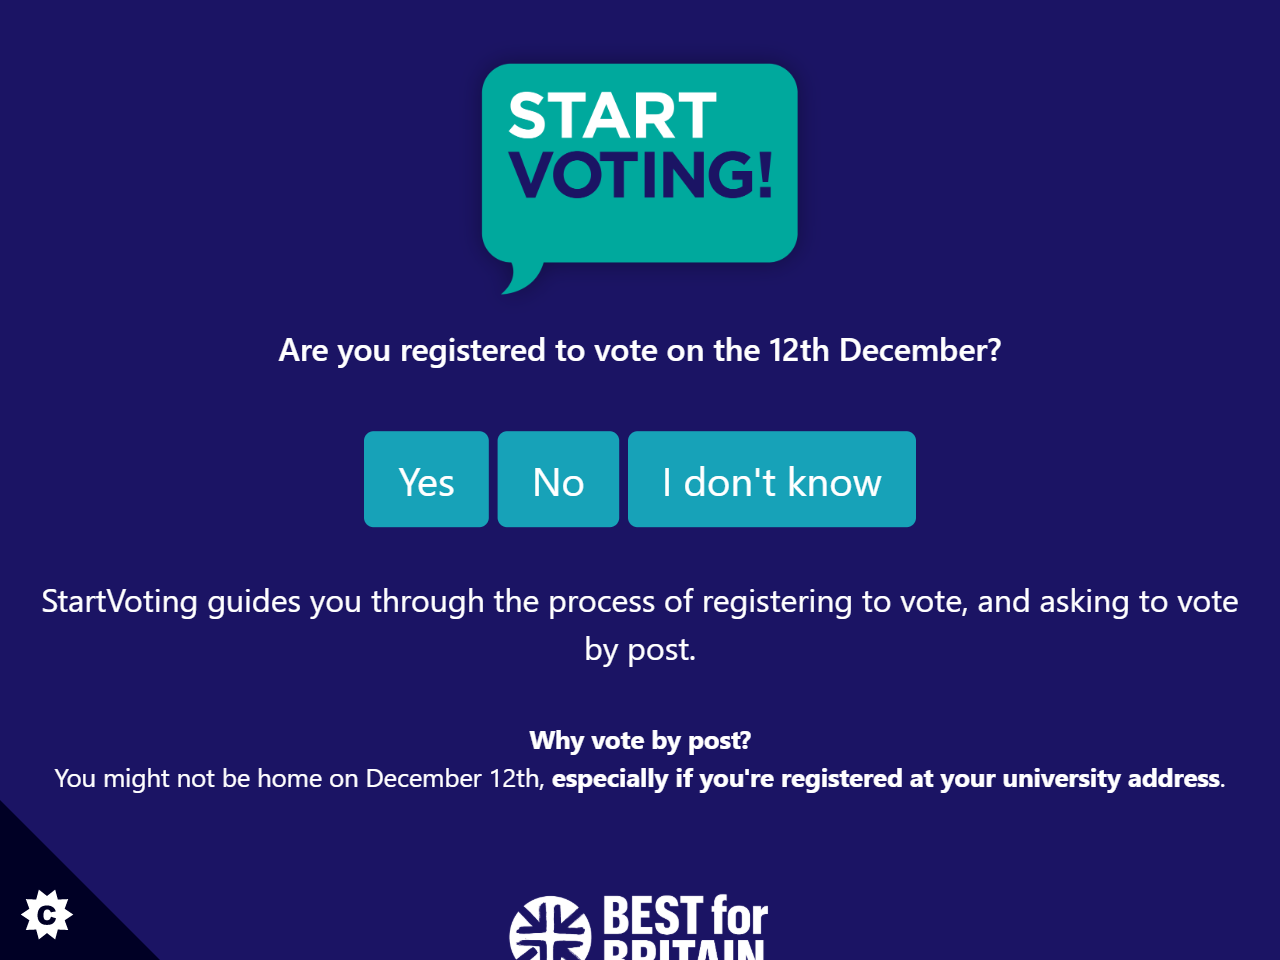 START
VOTING!
Are you registered to vote on the 12th December?
Yes No I don't know
StartVoting guides you through the process of registering to vote, and asking to vote
by post.
Why vote by post?
You might not be home on December 12th, especially if you're registered at your university address.
C
BEST for
BRITAIN